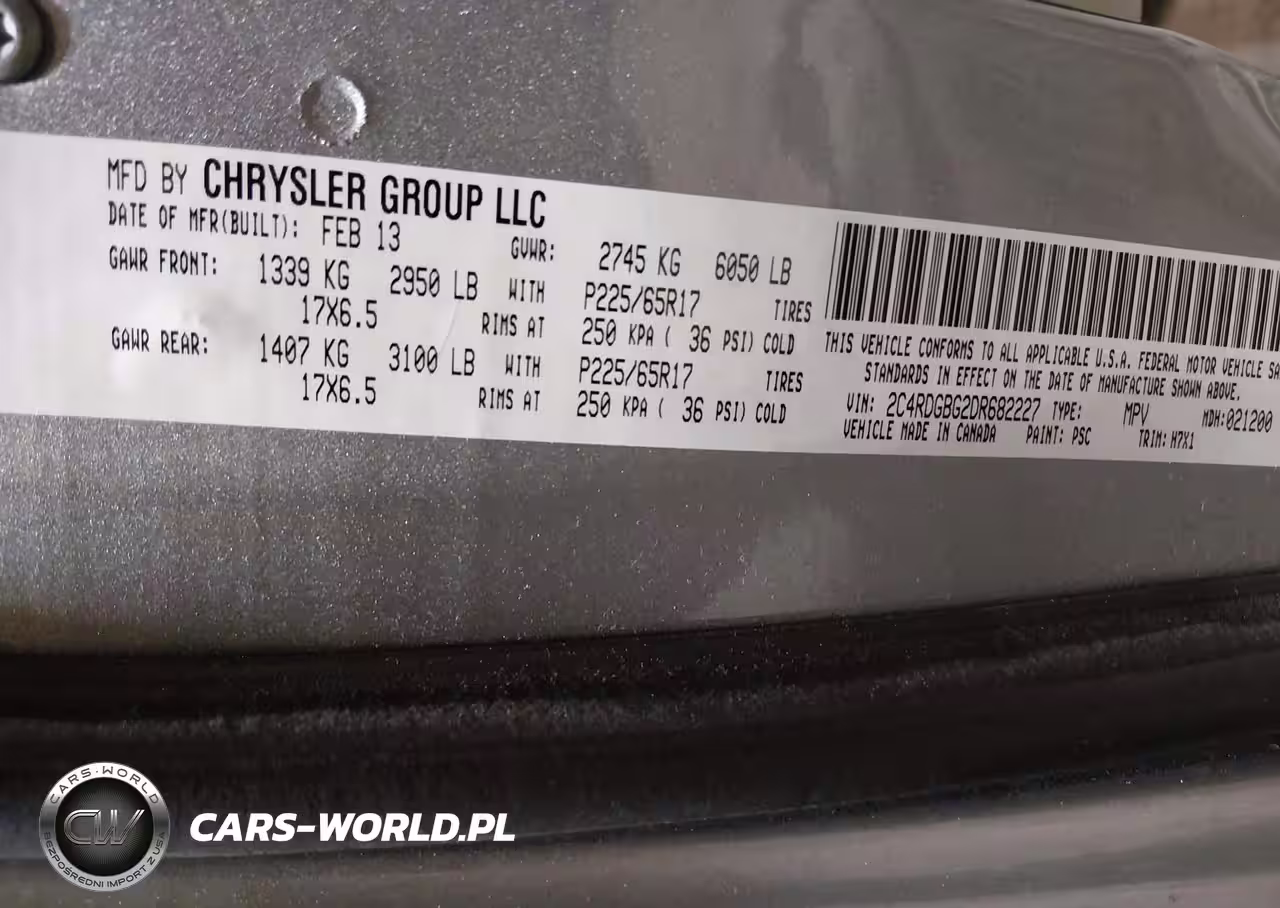 MFD BY CHRYSLER GROUP LLC
DATE OF MFR(BUILT): FEB 13 GVWR: 2745 KG 6050 LB
GAWR FRONT: 1339 KG 2950 LB WITH P225/65R17 TIRES
17X6.5 RIMS AT 250 KPA ( 36 PSI) COLD
GAWR REAR: 1407 KG 3100 LB WITH P225/65R17 TIRES
17X6.5 RIMS AT 250 KPA ( 36 PSI) COLD
THIS VEHICLE CONFORMS TO ALL APPLICABLE U.S.A. FEDERAL MOTOR VEHICLE SA
STANDARDS IN EFFECT ON THE DATE OF MANUFACTURE SHOWN ABOVE.
VIN: 2C4RDGBG2DR682227 TYPE: MPV MDH:021200
VEHICLE MADE IN CANADA PAINT: PSC TRIM: H7X1
CARS-WORLD
CW
BEZPOŚREDNI IMPORT Z USA
CARS-WORLD.PL